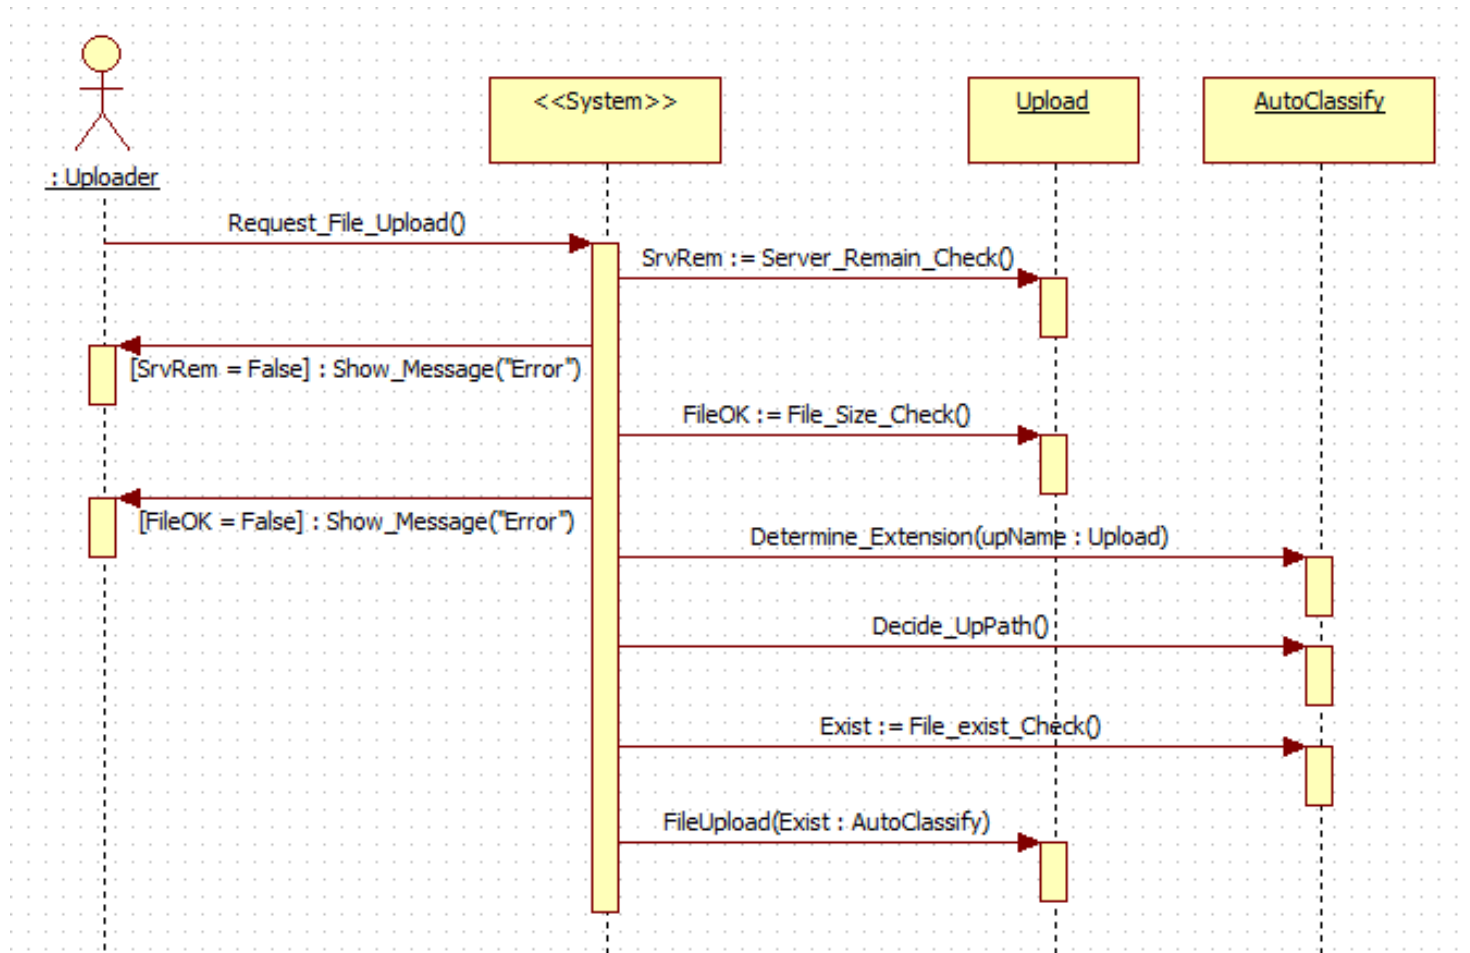 <<System>>
Upload
AutoClassify
: Uploader
Request_File_Upload()
SrvRem := Server_Remain_Check()
[SrvRem = False] : Show_Message("Error")
FileOK := File_Size_Check()
[FileOK = False] : Show_Message("Error")
Determine_Extension(upName : Upload)
Decide_UpPath()
Exist := File_exist_Check()
FileUpload(Exist : AutoClassify)